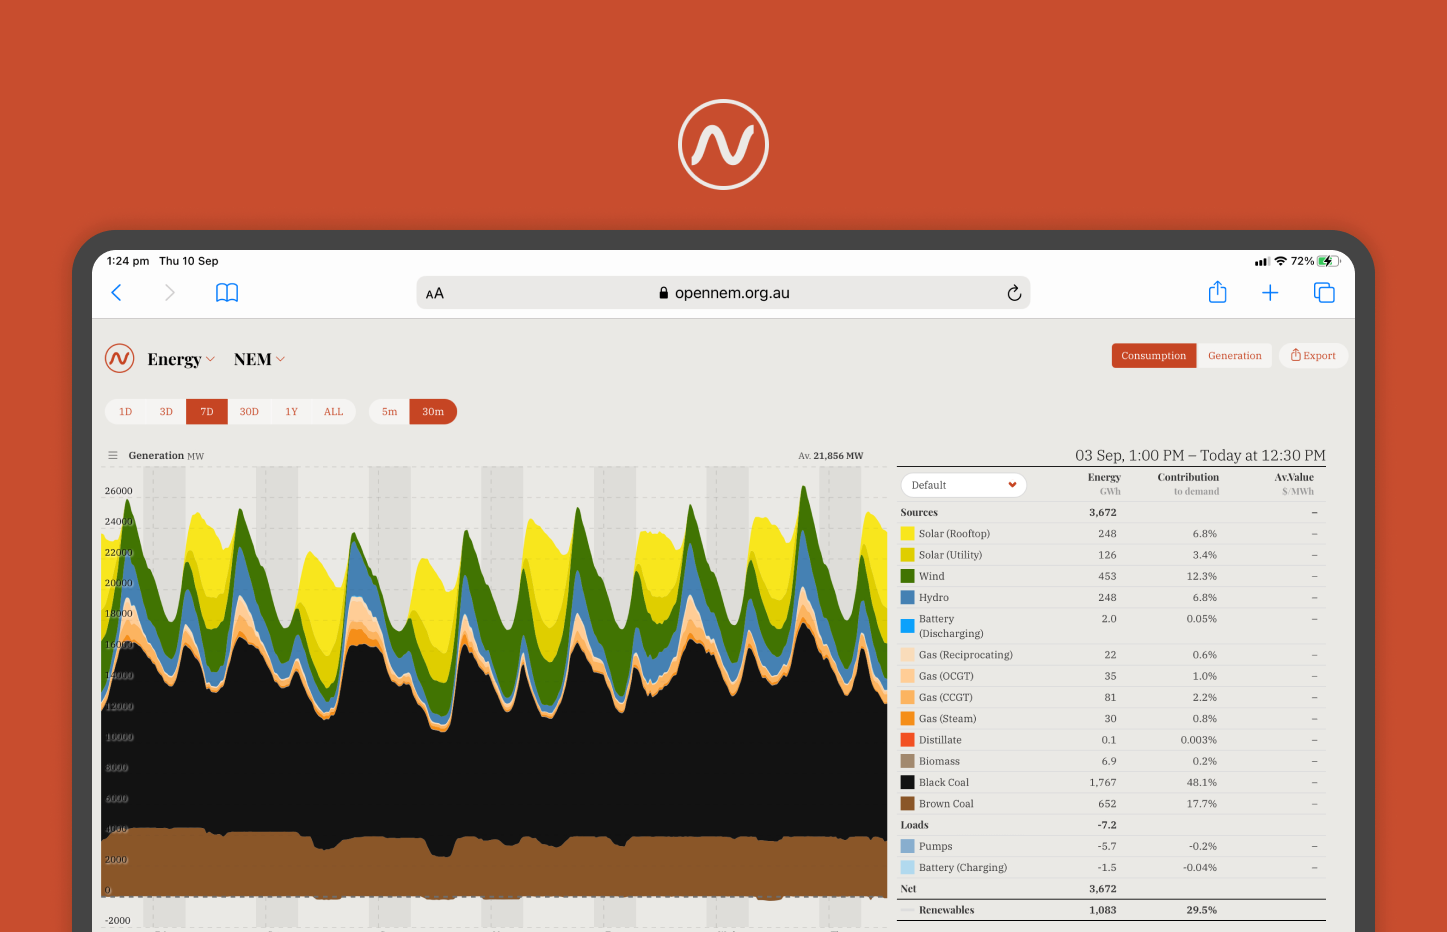 1:24 pm Thu 10 Sep
72%
AA
opennem.org.au
Energy NEM
Consumption Generation Export
1D 3D 7D 30D 1Y ALL 5m 30m
Generation MW
Av. 21,856 MW
26000
24000
22000
20000
18000
16000
14000
12000
10000
8000
6000
4000
2000
0
-2000
03 Sep, 1:00 PM – Today at 12:30 PM
Default Energy Contribution Av.Value
GWh to demand $/MWh
Sources 3,672 –
Solar (Rooftop) 248 6.8% –
Solar (Utility) 126 3.4% –
Wind 453 12.3% –
Hydro 248 6.8% –
Battery 2.0 0.05% –
(Discharging)
Gas (Reciprocating) 22 0.6% –
Gas (OCGT) 35 1.0% –
Gas (CCGT) 81 2.2% –
Gas (Steam) 30 0.8% –
Distillate 0.1 0.003% –
Biomass 6.9 0.2% –
Black Coal 1,767 48.1% –
Brown Coal 652 17.7% –
Loads -7.2
Pumps -5.7 -0.2% –
Battery (Charging) -1.5 -0.04% –
Net 3,672
Renewables 1,083 29.5%